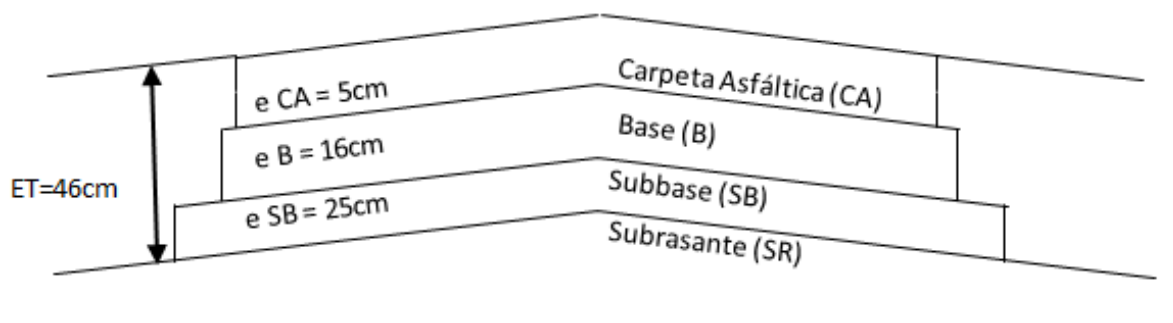 e CA = 5cm
Carpeta Asfáltica (CA)
e B = 16cm
Base (B)
ET=46cm
e SB = 25cm
Subbase (SB)
Subrasante (SR)